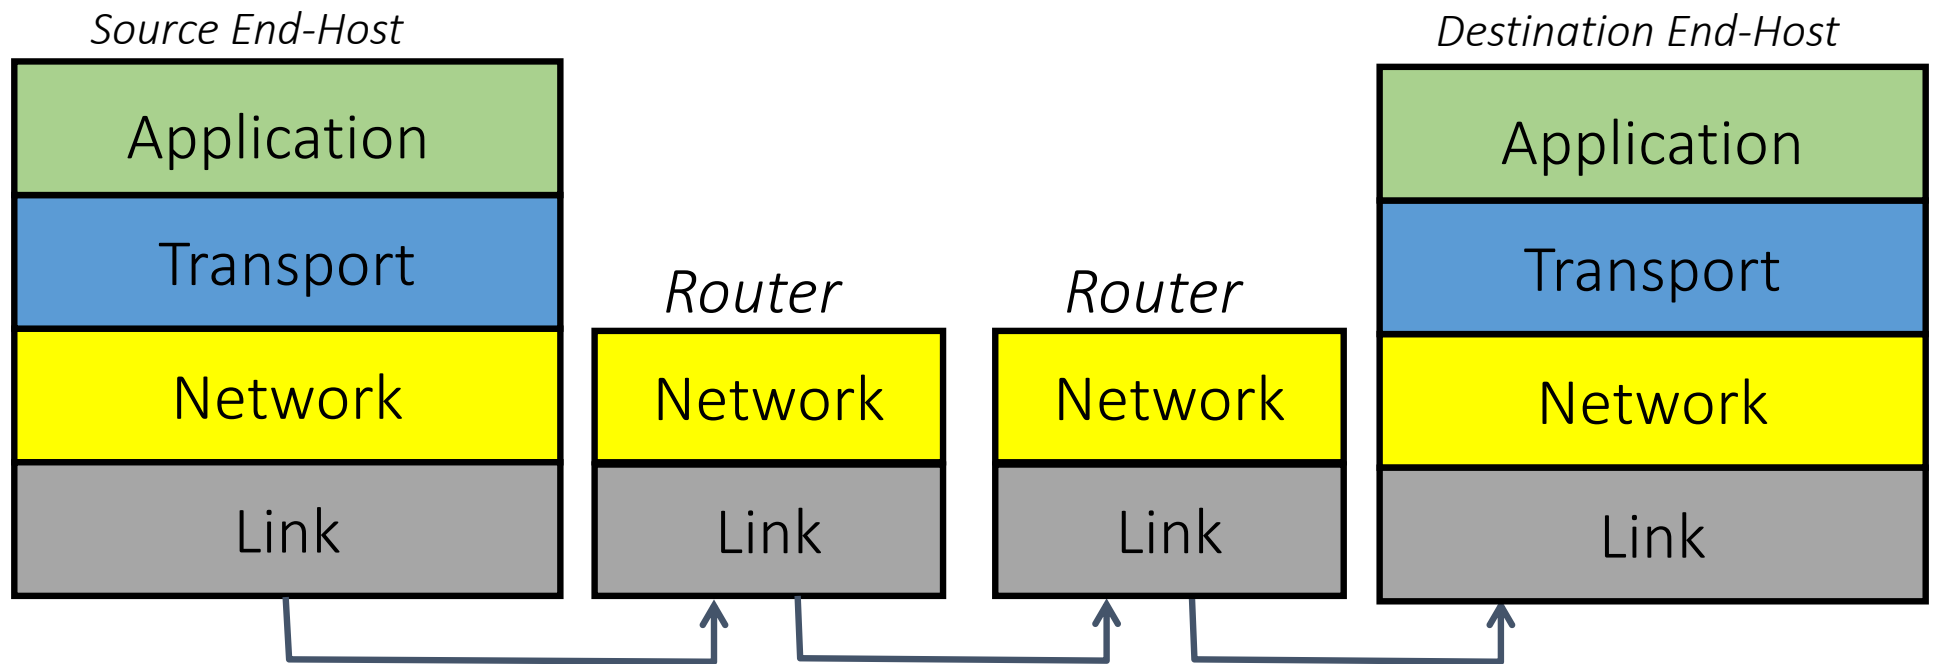 Source End-Host
Application
Transport
Network
Link
Router
Network
Link
Router
Network
Link
Destination End-Host
Application
Transport
Network
Link